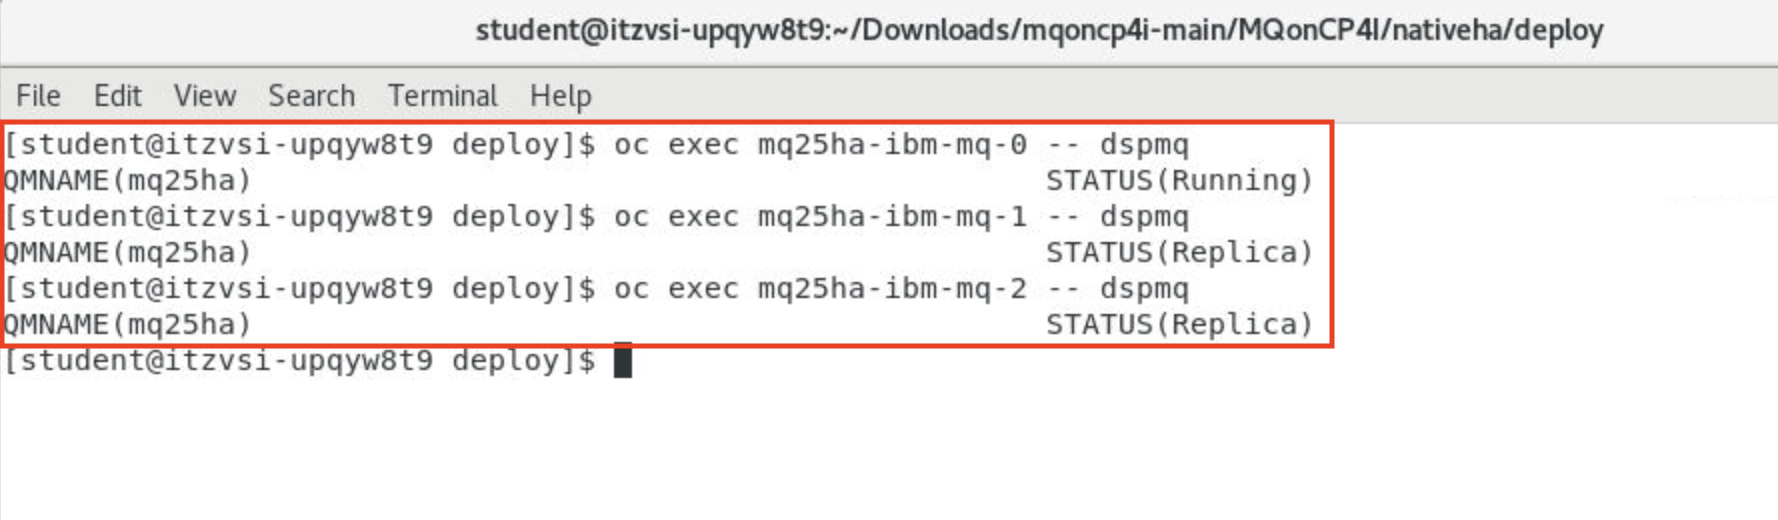 student@itzvsi-upqyw8t9:~/Downloads/mqoncp4i-main/MQonCP4I/nativeha/deploy
File Edit View Search Terminal Help
[student@itzvsi-upqyw8t9 deploy]$ oc exec mq25ha-ibm-mq-0 -- dspmq
QMNAME(mq25ha) STATUS(Running)
[student@itzvsi-upqyw8t9 deploy]$ oc exec mq25ha-ibm-mq-1 -- dspmq
QMNAME(mq25ha) STATUS(Replica)
[student@itzvsi-upqyw8t9 deploy]$ oc exec mq25ha-ibm-mq-2 -- dspmq
QMNAME(mq25ha) STATUS(Replica)
[student@itzvsi-upqyw8t9 deploy]$